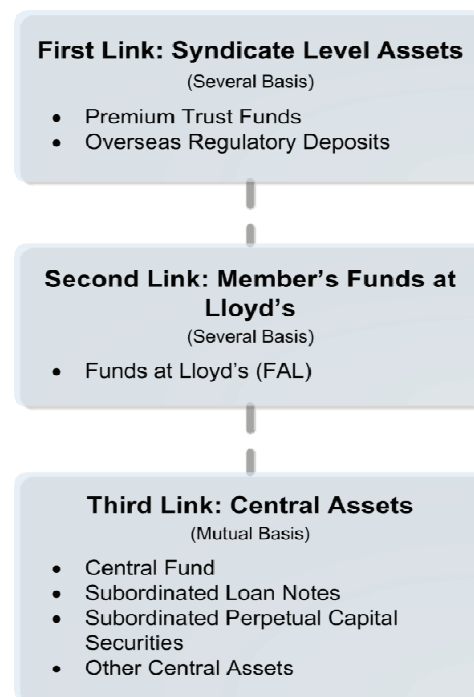 First Link: Syndicate Level Assets
(Several Basis)
• Premium Trust Funds
• Overseas Regulatory Deposits
Second Link: Member's Funds at
Lloyd's
(Several Basis)
• Funds at Lloyd's (FAL)
Third Link: Central Assets
(Mutual Basis)
• Central Fund
• Subordinated Loan Notes
• Subordinated Perpetual Capital
Securities
• Other Central Assets